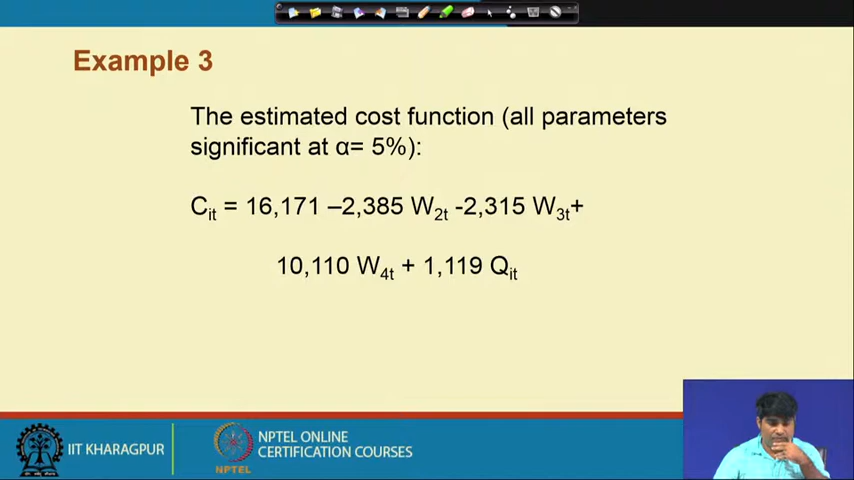 Example 3
The estimated cost function (all parameters
significant at α= 5%):
Cit = 16,171 –2,385 W2t -2,315 W3t+
10,110 W4t + 1,119 Qit
IIT KHARAGPUR
NPTEL
NPTEL ONLINE
CERTIFICATION COURSES